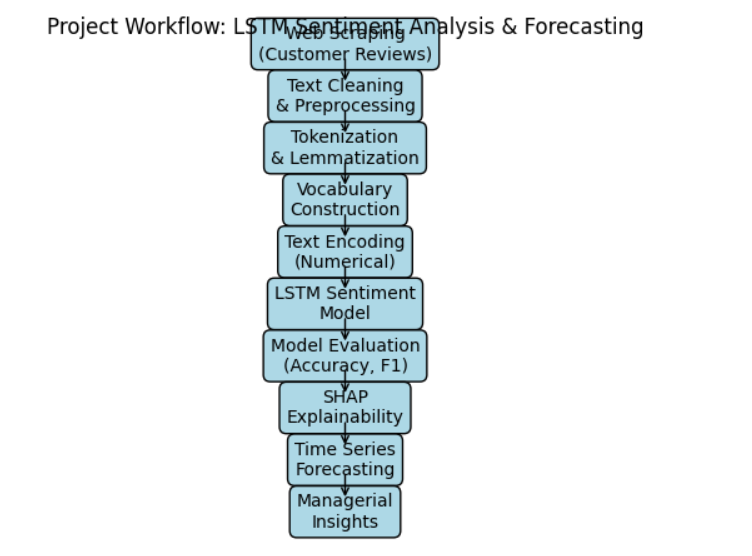 Project Workflow: LSTM Sentiment Analysis & Forecasting
Web Scraping
(Customer Reviews)
Text Cleaning
& Preprocessing
Tokenization
& Lemmatization
Vocabulary
Construction
Text Encoding
(Numerical)
LSTM Sentiment
Model
Model Evaluation
(Accuracy, F1)
SHAP
Explainability
Time Series
Forecasting
Managerial
Insights